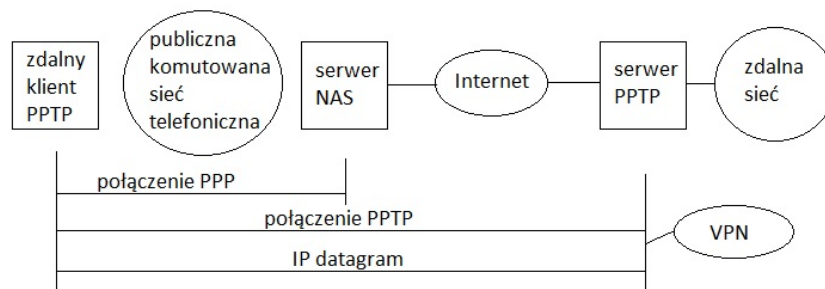 zdalny
klient
PPTP
publiczna
komutowana
sieć
telefoniczna
serwer
NAS
Internet
serwer
PPTP
zdalna
sieć
połączenie PPP
połączenie PPTP
IP datagram
VPN